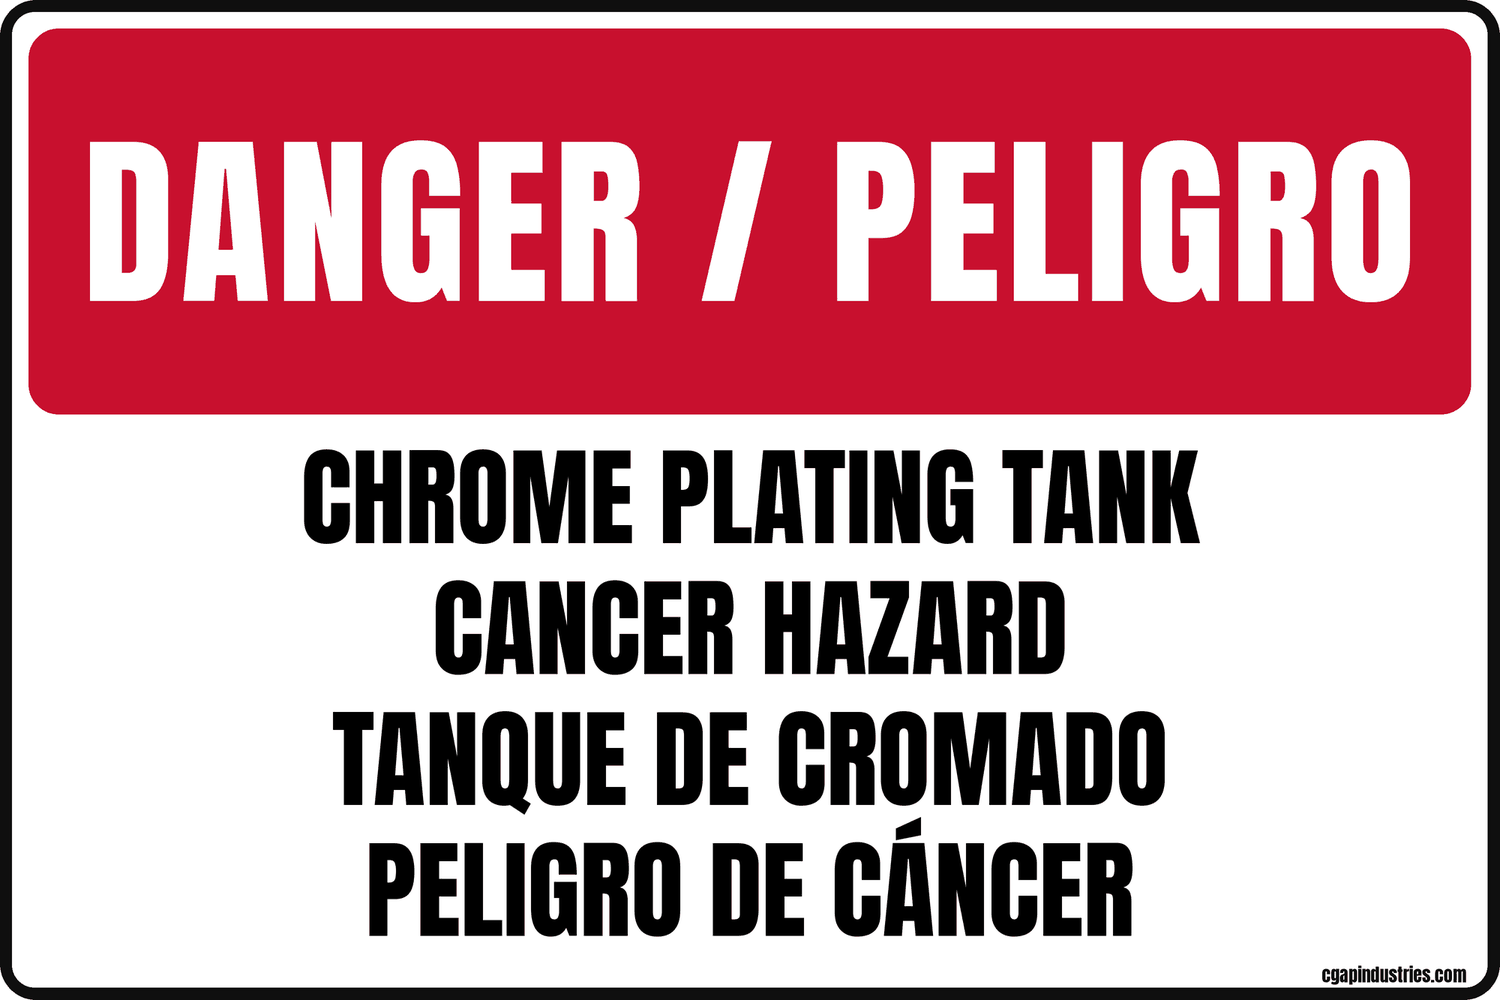 DANGER / PELIGRO
CHROME PLATING TANK
CANCER HAZARD
TANQUE DE CROMADO
PELIGRO DE CÁNCER
cgapindustries.com